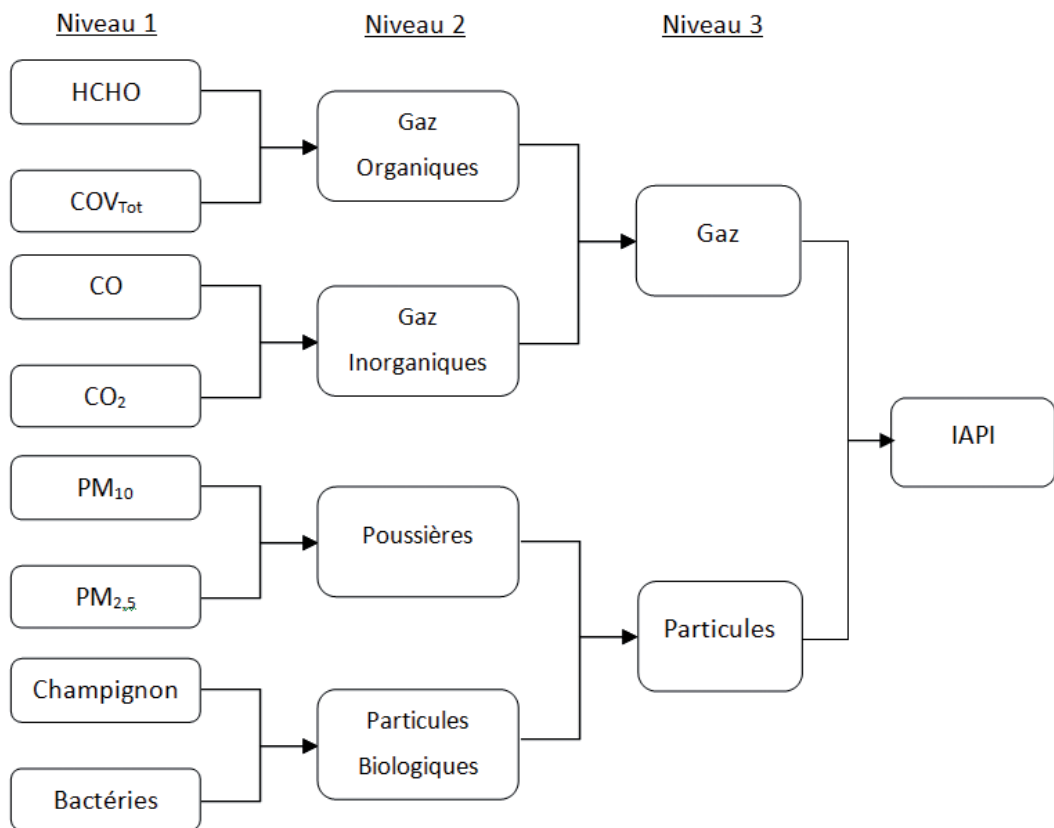 Niveau 1
Niveau 2
Niveau 3
HCHO
COV_Tot
CO
CO₂
PM₁₀
PM₂,₅
Champignon
Bactéries
Gaz
Organiques
Gaz
Inorganiques
Poussières
Particules
Biologiques
Gaz
Particules
IAPI